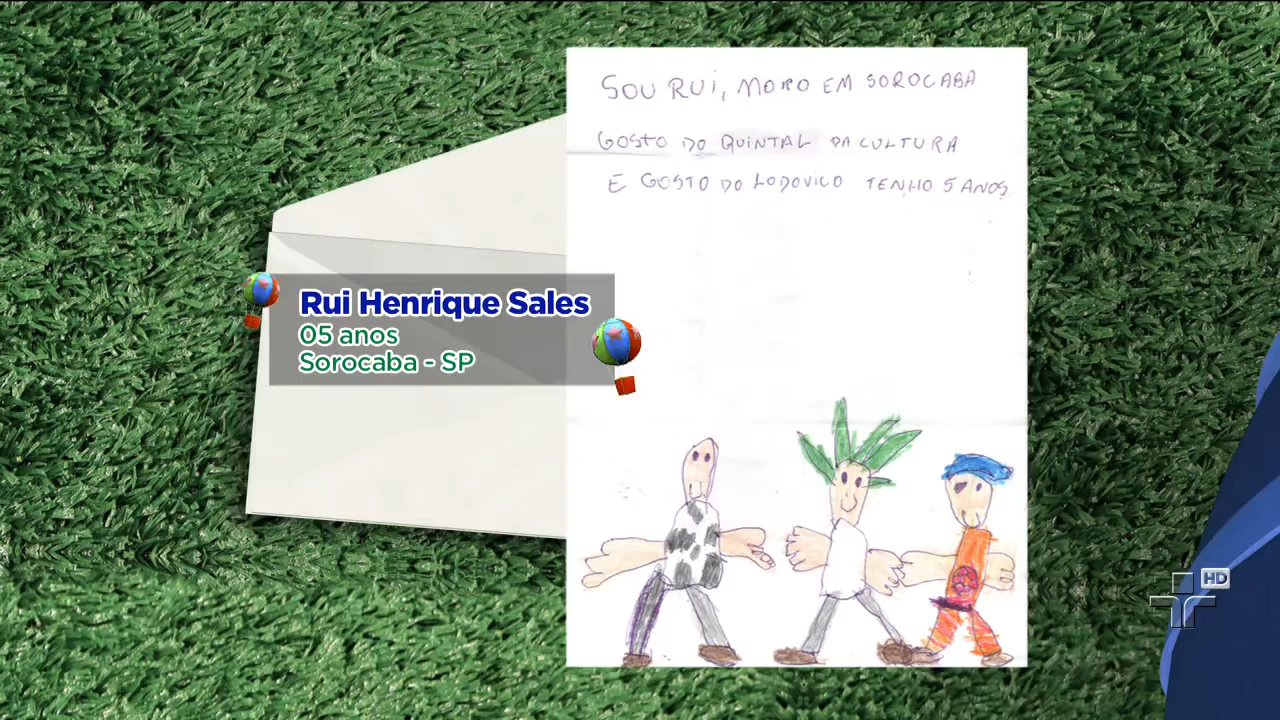 SOU RUi, MORO EM SOROCABA
GOSTO DO QUINTAL DA CULTURA
E GOSTO DO LODOVICO TENHO 5 ANOS
Rui Henrique Sales
05 anos
Sorocaba - SP
HD